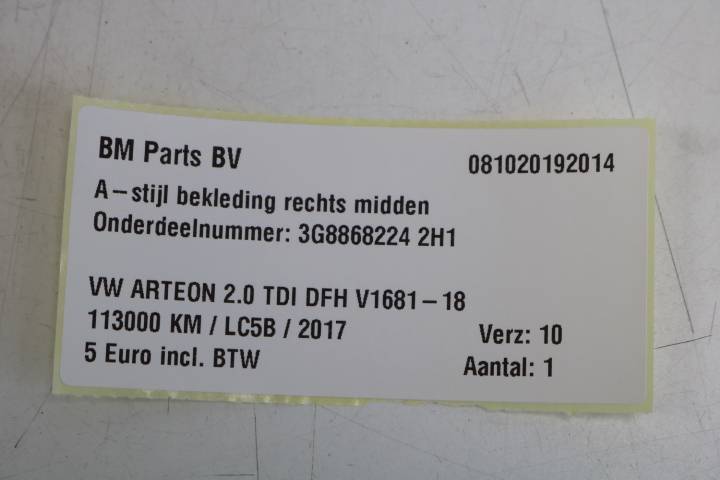 BM Parts BV 081020192014
A-stijl bekleding rechts midden
Onderdeelnummer: 3G8868224 2H1
VW ARTEON 2.0 TDI DFH V1681-18
113000 KM / LC5B / 2017 Verz: 10
5 Euro incl. BTW Aantal: 1